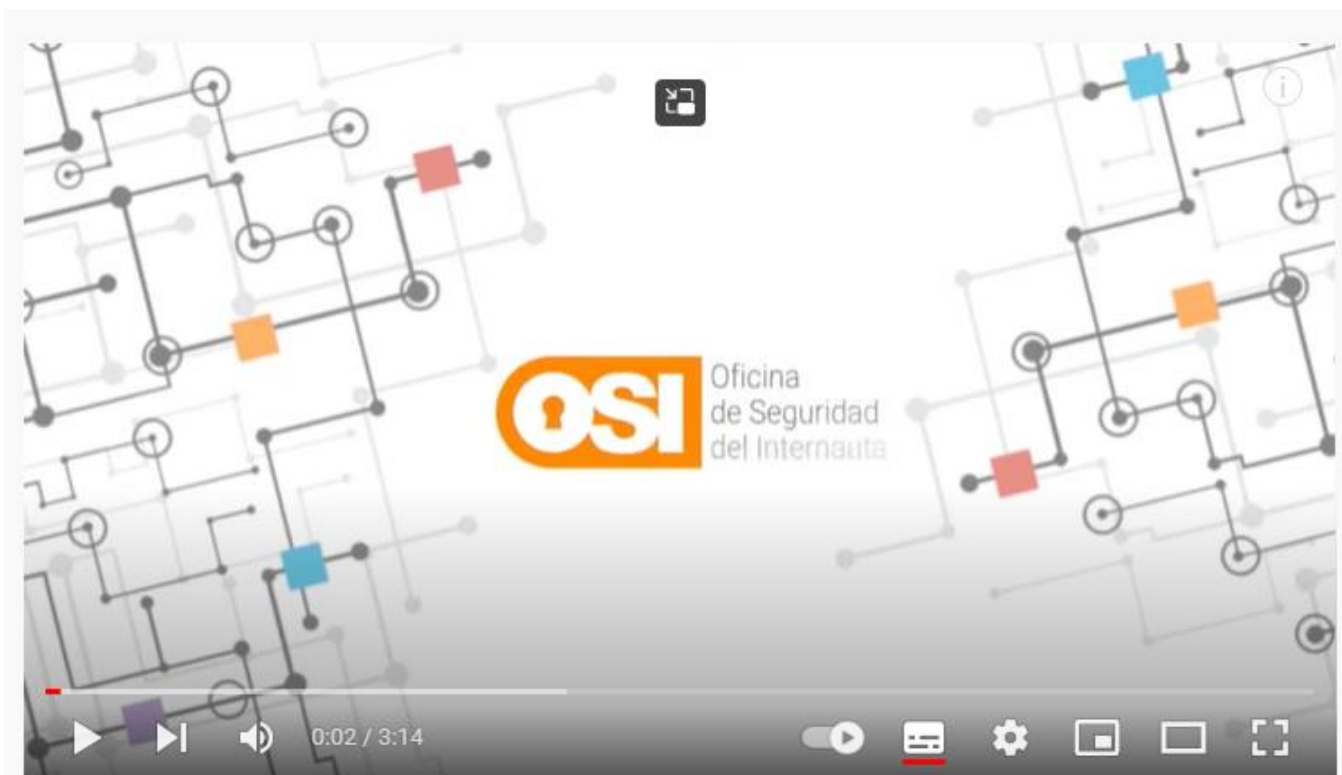 OSI
Oficina
de Seguridad
del Internauta
0:02 / 3:14